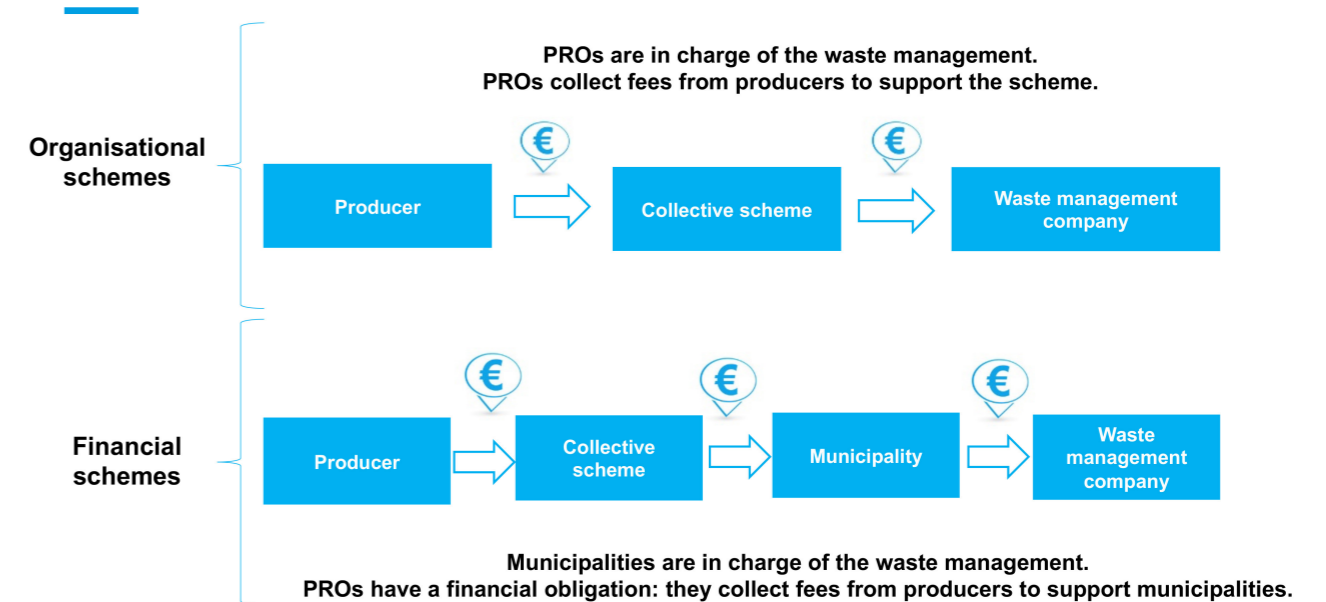 PROs are in charge of the waste management.
PROs collect fees from producers to support the scheme.
Organisational
schemes
€
€
Producer
Collective scheme
Waste management
company
Financial
schemes
€
€
€
Producer
Collective
scheme
Municipality
Waste
management
company
Municipalities are in charge of the waste management.
PROs have a financial obligation: they collect fees from producers to support municipalities.